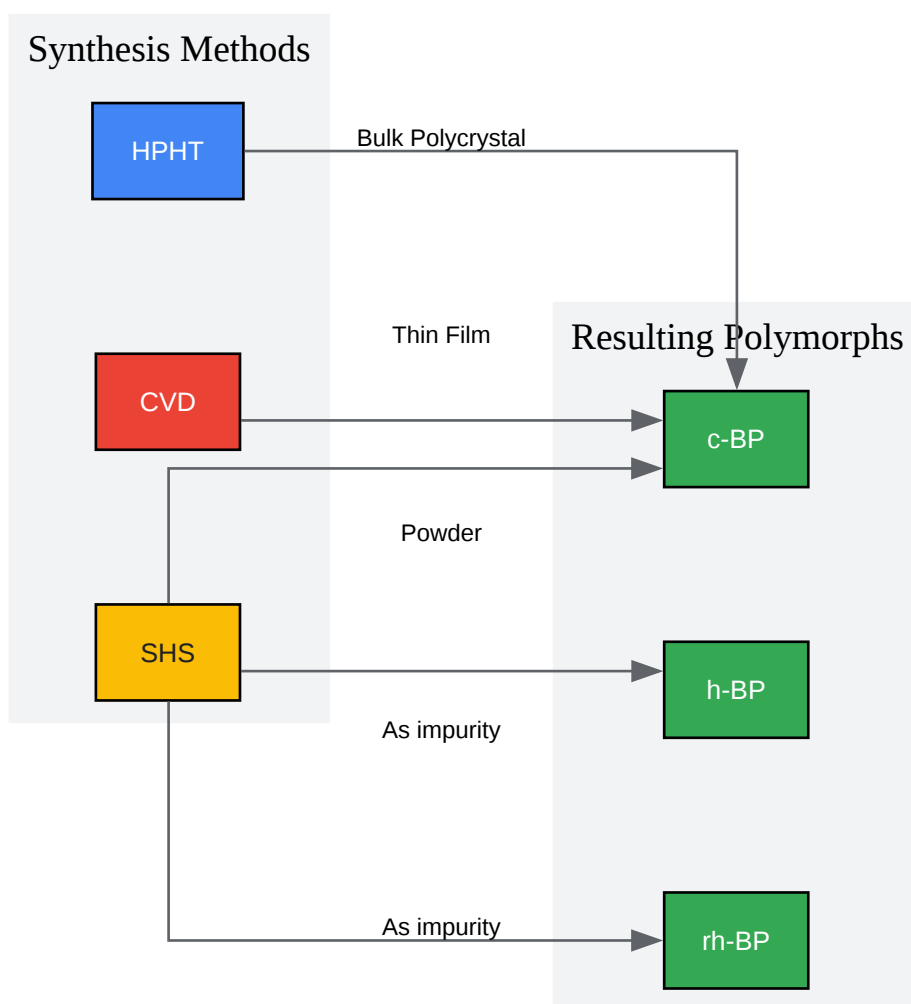 Synthesis Methods
HPHT
Bulk Polycrystal
Thin Film
Resulting Polymorphs
CVD
c-BP
Powder
SHS
h-BP
As impurity
As impurity
rh-BP